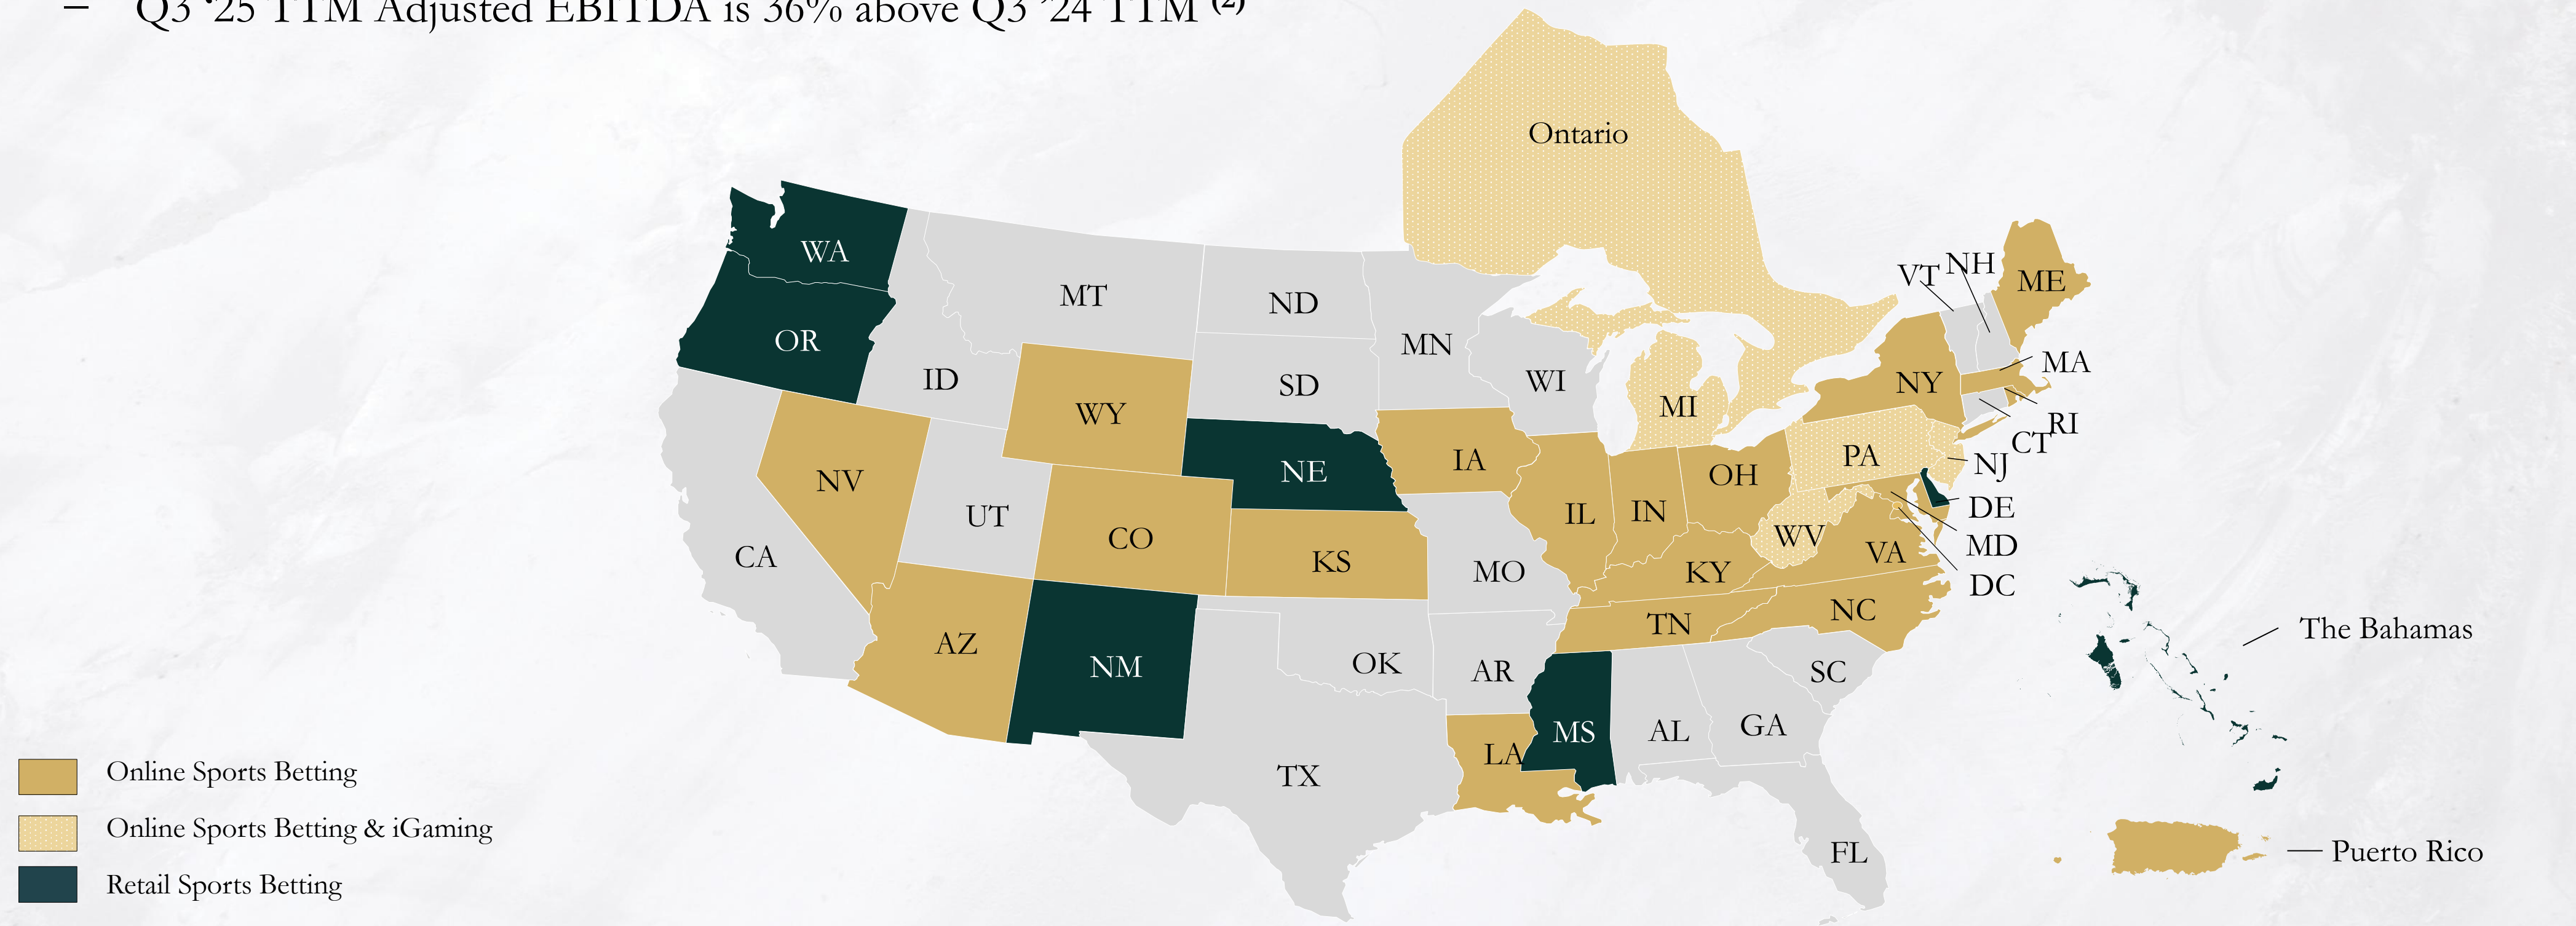 – Q3 ‘25 TTM Adjusted EBITDA is 36% above Q3 ’24 TTM (2)
Ontario
WA
VT
NH
ME
MT
ND
OR
MN
MA
ID
SD
WI
NY
WY
MI
RI
CT
NE
IA
OH
PA
NJ
NV
UT
CO
IL
IN
DE
WV
MD
CA
KS
MO
KY
VA
DC
AZ
TN
NC
The Bahamas
NM
OK
AR
SC
MS
AL
GA
LA
TX
Online Sports Betting
Online Sports Betting & iGaming
FL
Puerto Rico
Retail Sports Betting